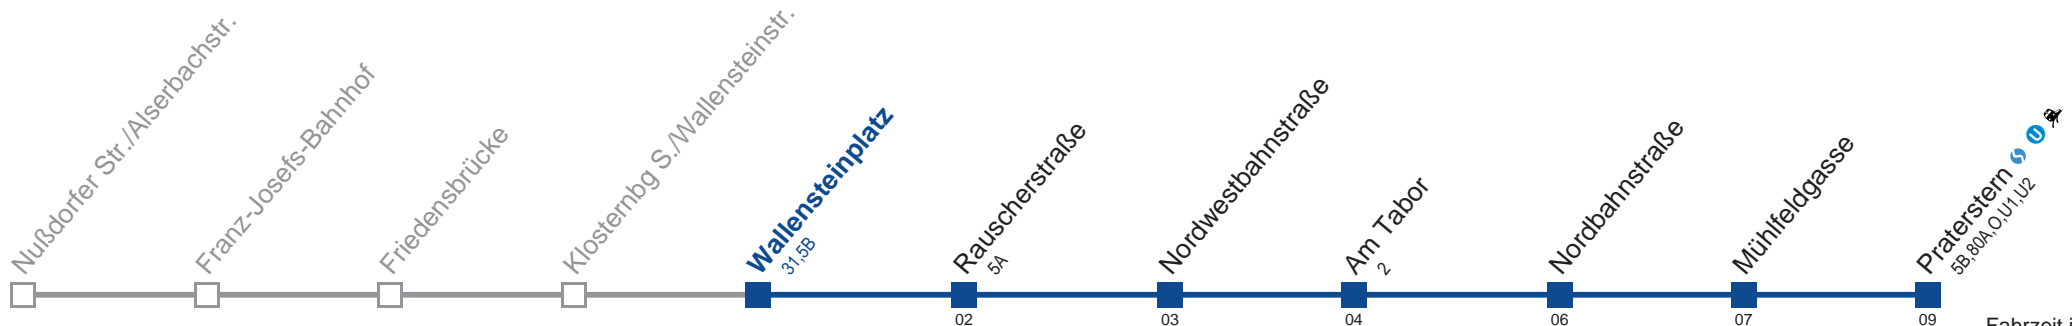 Nußdorfer Str./Alserbachstr.
Franz-Josefs-Bahnhof
Friedensbrücke
Klosternbg S./Wallensteinstr.
Wallensteinplatz
31,5B
Rauscherstraße
5A
Nordwestbahnstraße
Am Tabor
2
Nordbahnstraße
Mühlfeldgasse
Praterstern S U
5B,80A,O,U1,U2
02 03 04 06 07 09
Fahrzeit